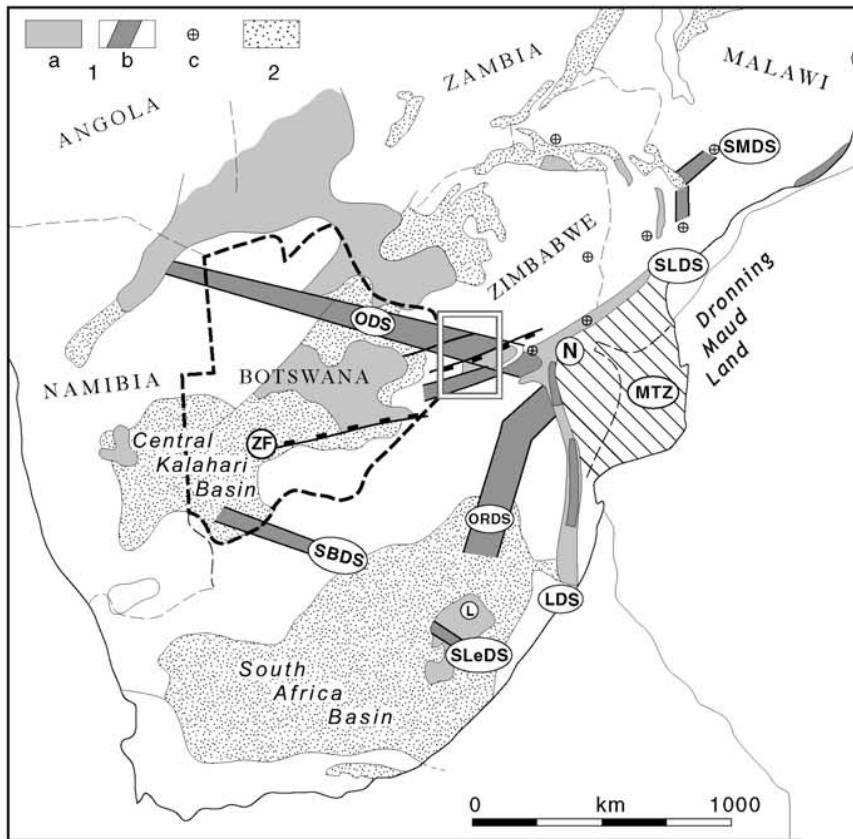 a
b
c
1
2
ANGOLA
ZAMBIA
MALAWI
SMDS
ZIMBABWE
SLDS
Dronning
Maud
Land
ODS
N
NAMIBIA
BOTSWANA
MTZ
Central
Kalahari
Basin
ZF
ORDS
SBDS
LDS
L
SLeDS
South
Africa
Basin
0 km 1000